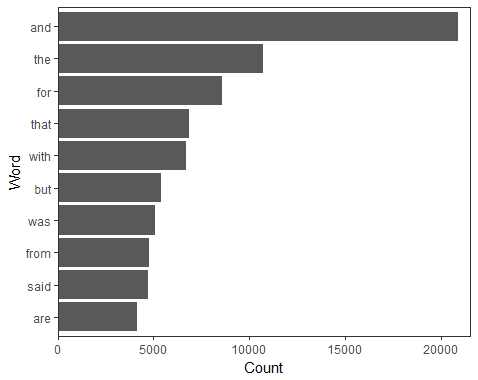 and
the
for
that
with
but
was
from
said
are
Word
0 5000 10000 15000 20000
Count